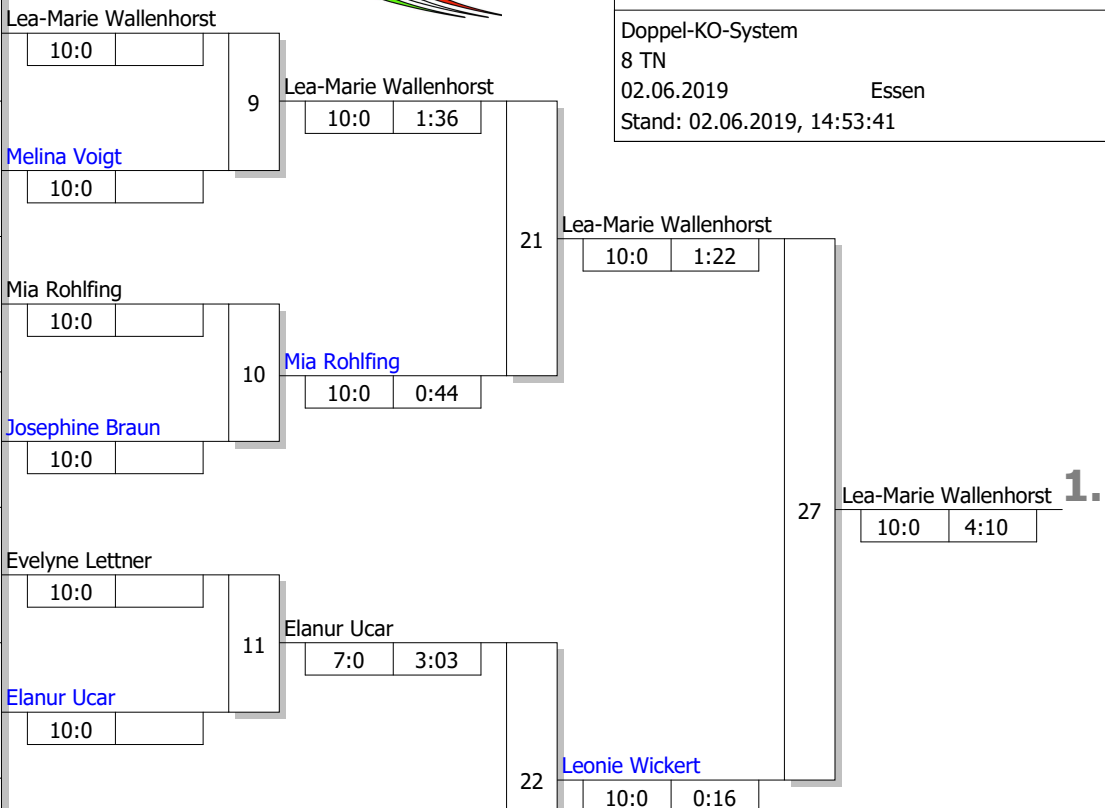 Lea-Marie Wallenhorst
10:0
Doppel-KO-System
8 TN
02.06.2019 Essen
Stand: 02.06.2019, 14:53:41
9
Lea-Marie Wallenhorst
10:0 1:36
Melina Voigt
10:0
21
Lea-Marie Wallenhorst
10:0 1:22
Mia Rohlfing
10:0
10
Mia Rohlfing
10:0 0:44
Josephine Braun
10:0
27
Lea-Marie Wallenhorst 1.
10:0 4:10
Evelyne Lettner
10:0
11
Elanur Ucar
7:0 3:03
Elanur Ucar
10:0
22
Leonie Wickert
10:0 0:16